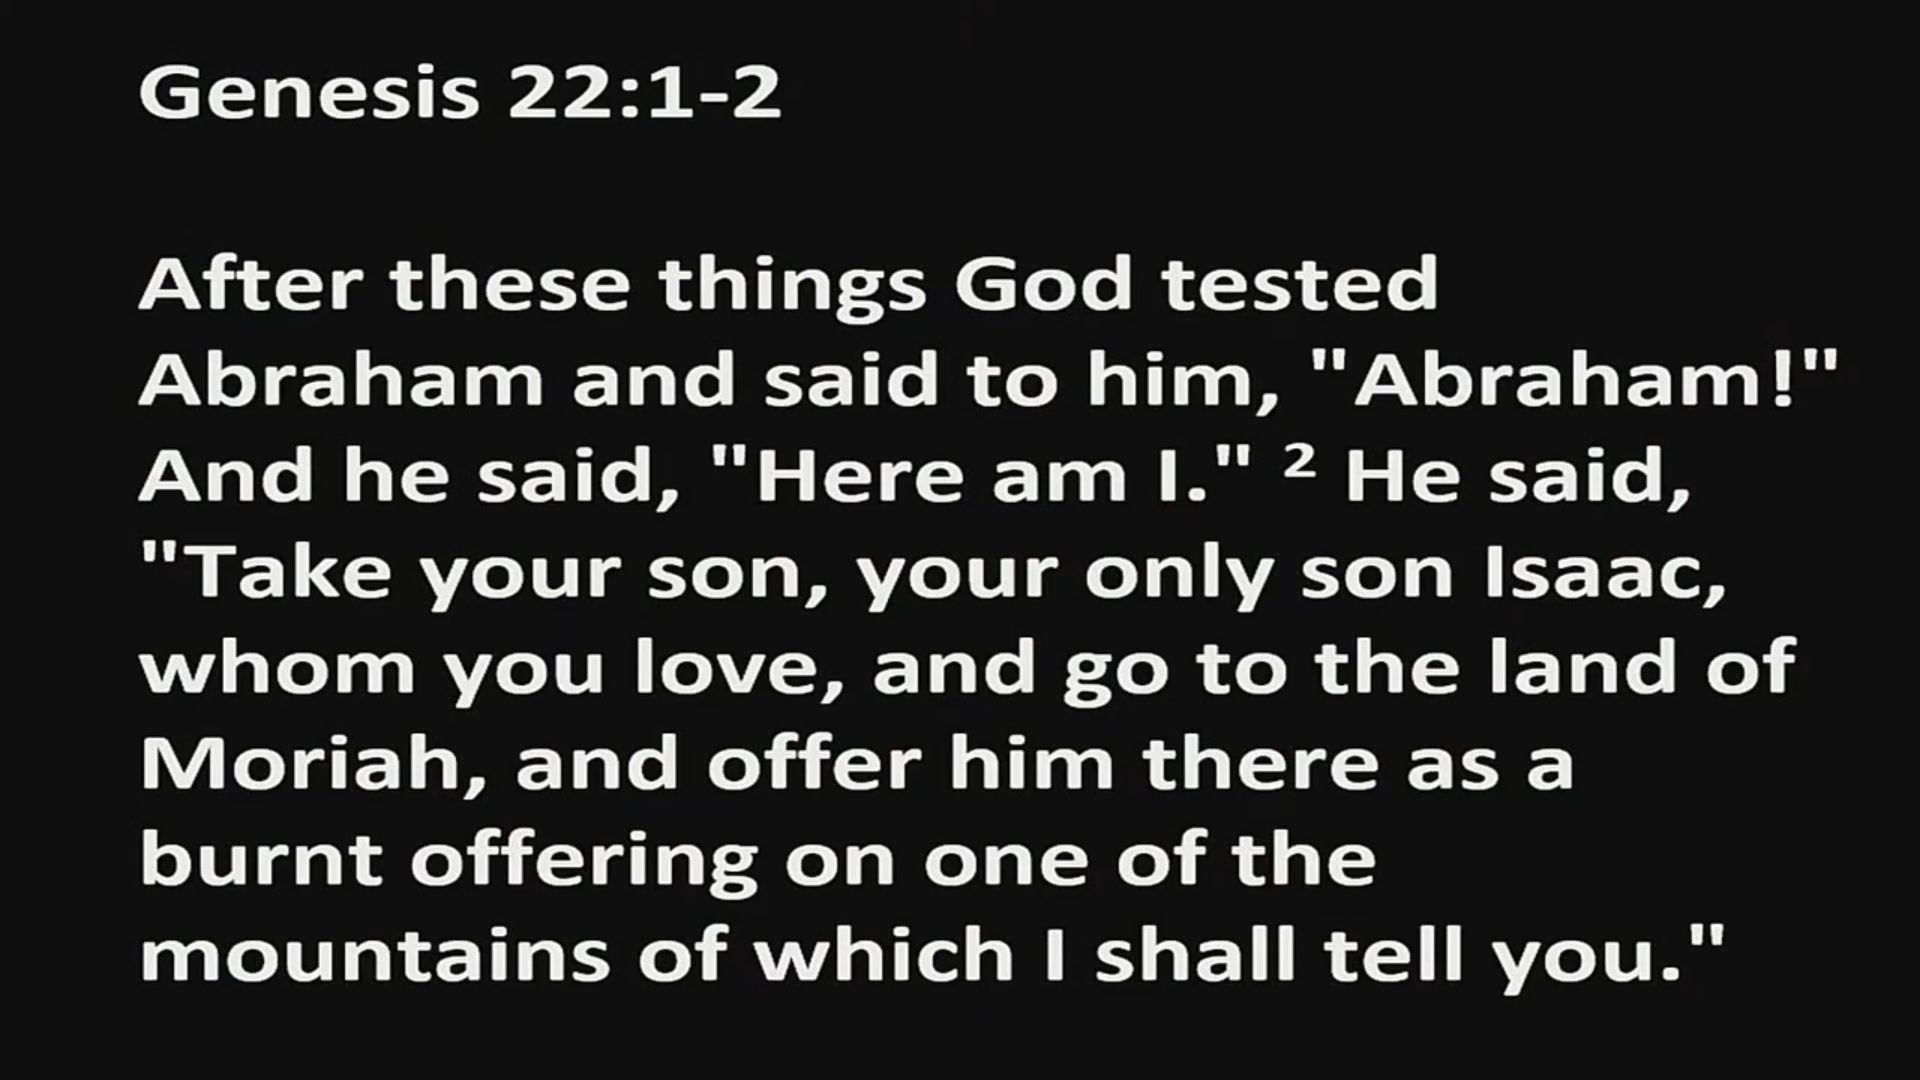 Genesis 22:1-2
After these things God tested
Abraham and said to him, "Abraham!"
And he said, "Here am I." ² He said,
"Take your son, your only son Isaac,
whom you love, and go to the land of
Moriah, and offer him there as a
burnt offering on one of the
mountains of which I shall tell you."